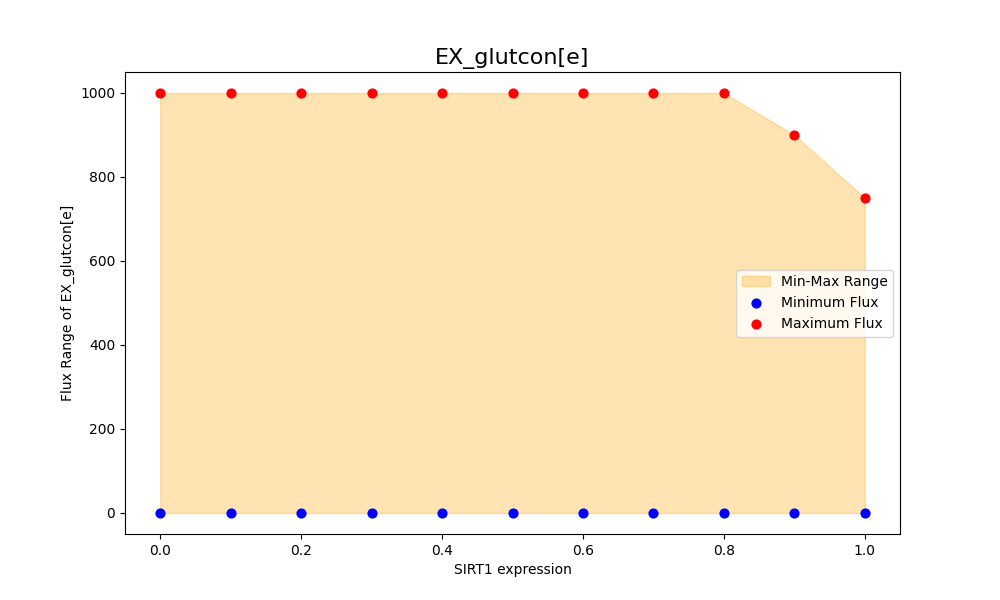 EX_glutcon[e]
1000
800
600
400
200
0
Flux Range of EX_glutcon[e]
Min-Max Range
Minimum Flux
Maximum Flux
0.0 0.2 0.4 0.6 0.8 1.0
SIRT1 expression